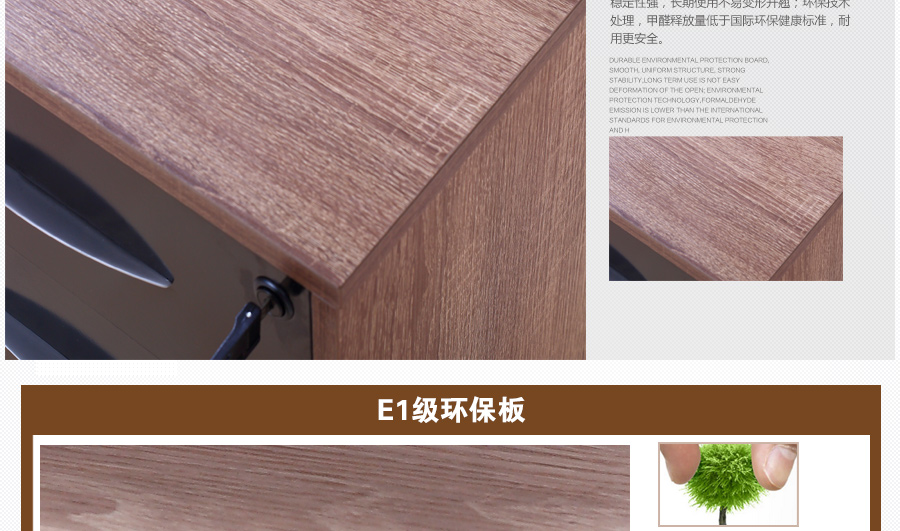 稳定性强，长期使用不易变形开翘；环保技术
处理，甲醛释放量低于国际环保健康标准，耐
用更安全。
DURABLE ENVIRONMENTAL PROTECTION BOARD,
SMOOTH, UNIFORM STRUCTURE, STRONG
STABILITY,LONG TERM USE IS NOT EASY
DEFORMATION OF THE OPEN; ENVIRONMENTAL
PROTECTION TECHNOLOGY,FORMALDEHYDE
EMISSION IS LOWER THAN THE INTERNATIONAL
STANDARDS FOR ENVIRONMENTAL PROTECTION
AND H
E1级环保板